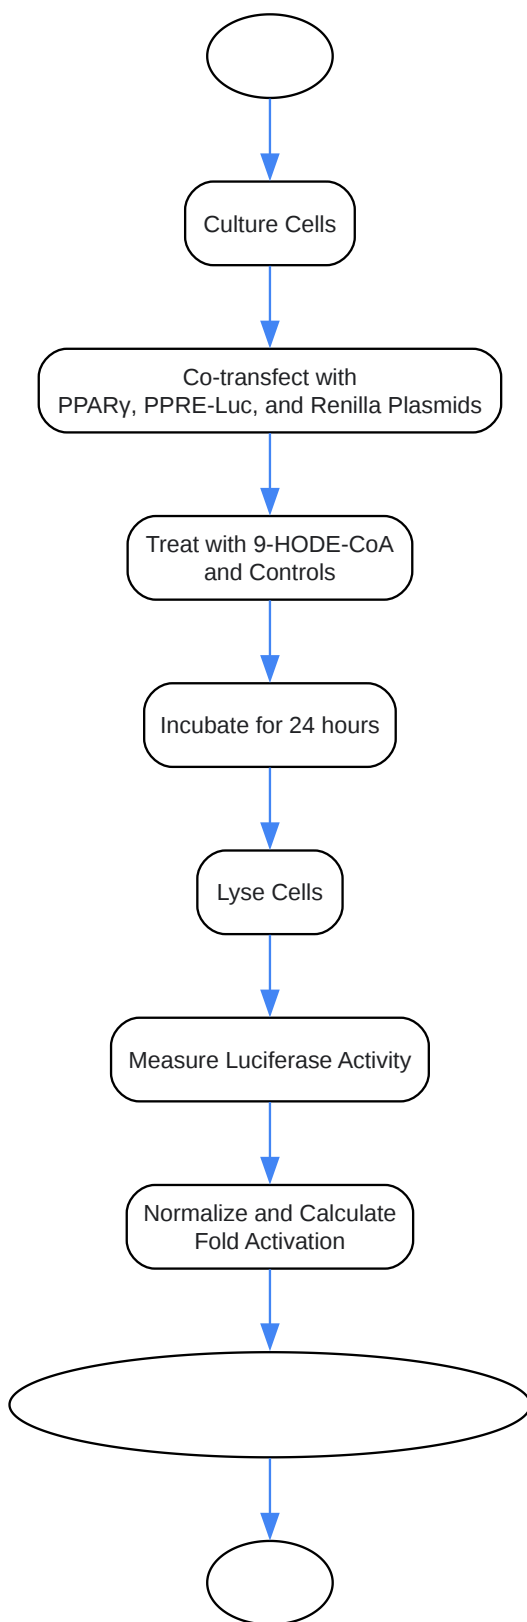 Culture Cells
Co-transfect with
PPARγ, PPRE-Luc, and Renilla Plasmids
Treat with 9-HODE-CoA
and Controls
Incubate for 24 hours
Lyse Cells
Measure Luciferase Activity
Normalize and Calculate
Fold Activation